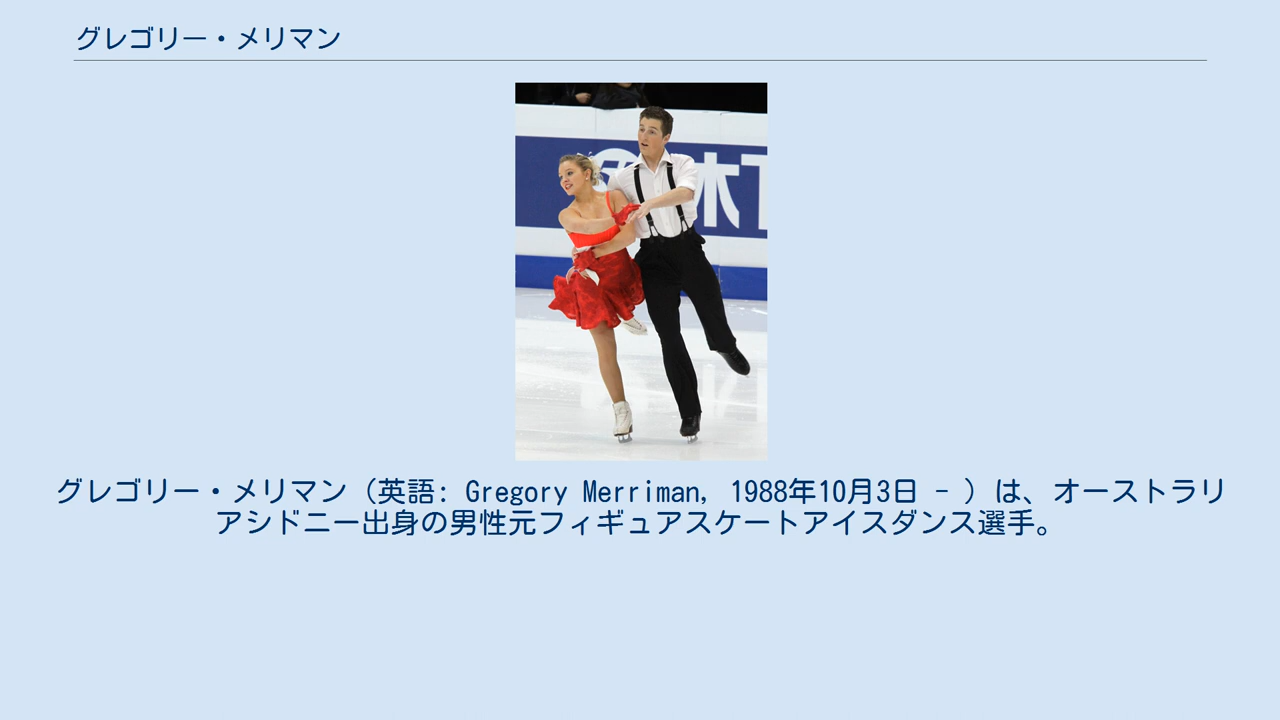 グレゴリー・メリマン
木T
グレゴリー・メリマン（英語: Gregory Merriman, 1988年10月3日 - ）は、オーストラリ
アシドニー出身の男性元フィギュアスケートアイスダンス選手。